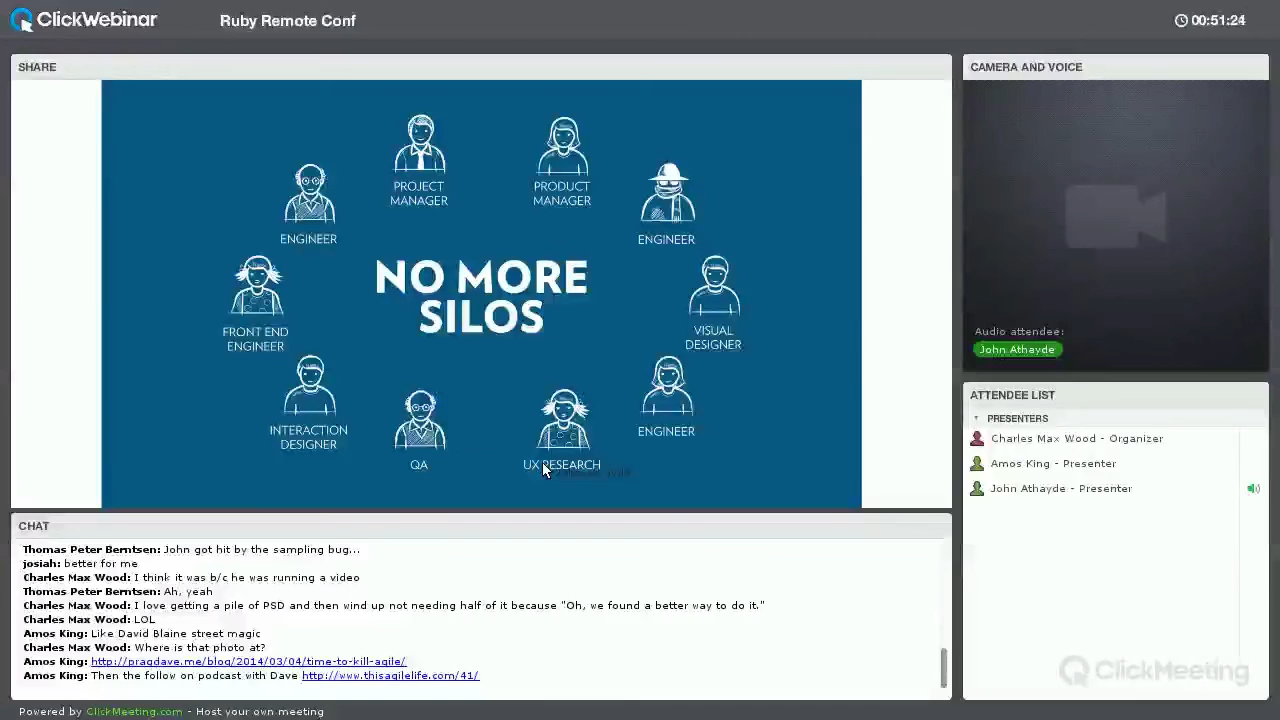 ClickWebinar
Ruby Remote Conf
00:51:24
SHARE
PROJECT
MANAGER
PRODUCT
MANAGER
ENGINEER
ENGINEER
NO MORE
SILOS
FRONT END
ENGINEER
VISUAL
DESIGNER
INTERACTION
DESIGNER
QA
UX RESEARCH
ENGINEER
CAMERA AND VOICE
Audio attendee:
John Athayde
ATTENDEE LIST
PRESENTERS
Charles Max Wood - Organizer
Amos King - Presenter
John Athayde - Presenter
CHAT
Thomas Peter Berntsen: John got hit by the sampling bug...
josiah: better for me
Charles Max Wood: I think it was b/c he was running a video
Thomas Peter Berntsen: Ah, yeah
Charles Max Wood: I love getting a pile of PSD and then wind up not needing half of it because "Oh, we found a better way to do it."
Charles Max Wood: LOL
Amos King: Like David Blaine street magic
Charles Max Wood: Where is that photo at?
Amos King: http://pragdave.me/blog/2014/03/04/time-to-kill-agile/
Amos King: Then the follow on podcast with Dave http://www.thisagilelife.com/41/
ClickMeeting
Powered by ClickMeeting.com - Host your own meeting